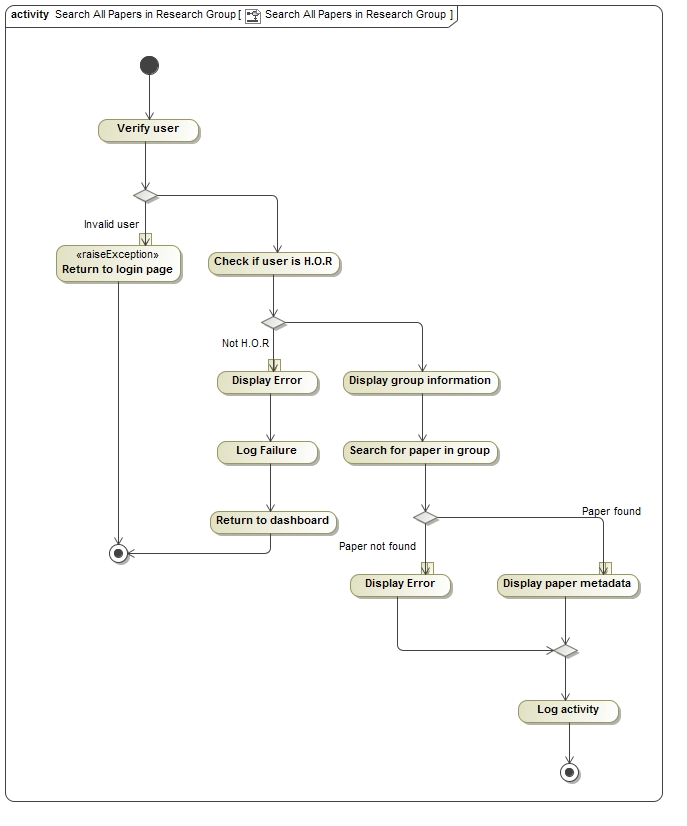 activity Search All Papers in Research Group [ Search All Papers in Research Group ]
Verify user
Invalid user
«raiseException»
Return to login page
Check if user is H.O.R
Not H.O.R
Display Error
Display group information
Log Failure
Search for paper in group
Return to dashboard
Paper found
Paper not found
Display Error
Display paper metadata
Log activity